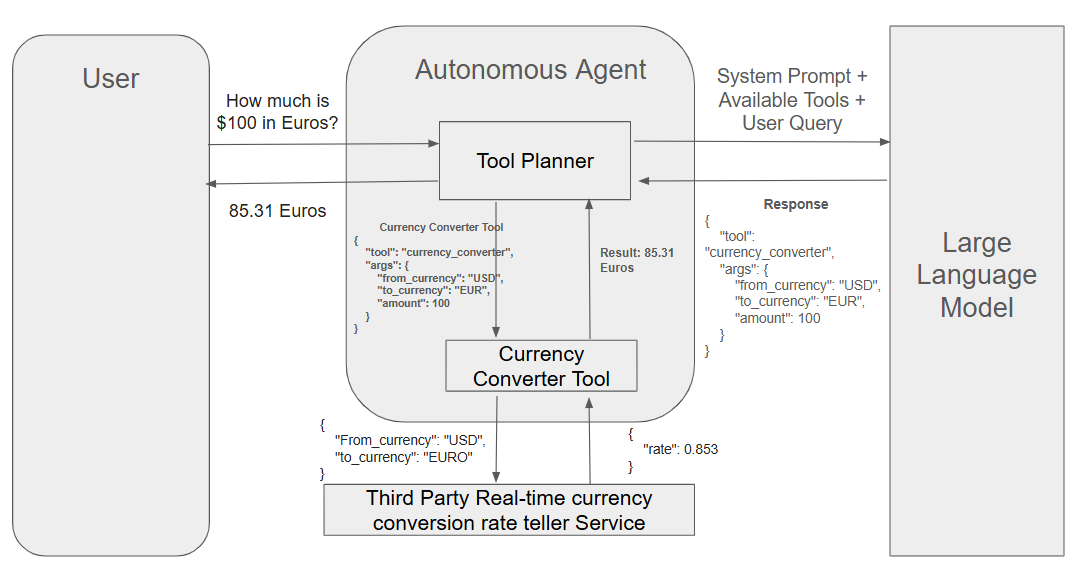 User
Autonomous Agent
How much is
$100 in Euros?
System Prompt +
Available Tools +
User Query
Tool Planner
85.31 Euros
Response
{
"tool":
"currency_converter",
"args": {
"from_currency": "USD",
"to_currency": "EUR",
"amount": 100
}
}
Large
Language
Model
Currency Converter Tool
{
"tool": "currency_converter",
"args": {
"from_currency": "USD",
"to_currency": "EUR",
"amount": 100
}
}
Result: 85.31
Euros
Currency
Converter Tool
{
"From_currency": "USD",
"to_currency": "EURO"
}
{
"rate": 0.853
}
Third Party Real-time currency
conversion rate teller Service